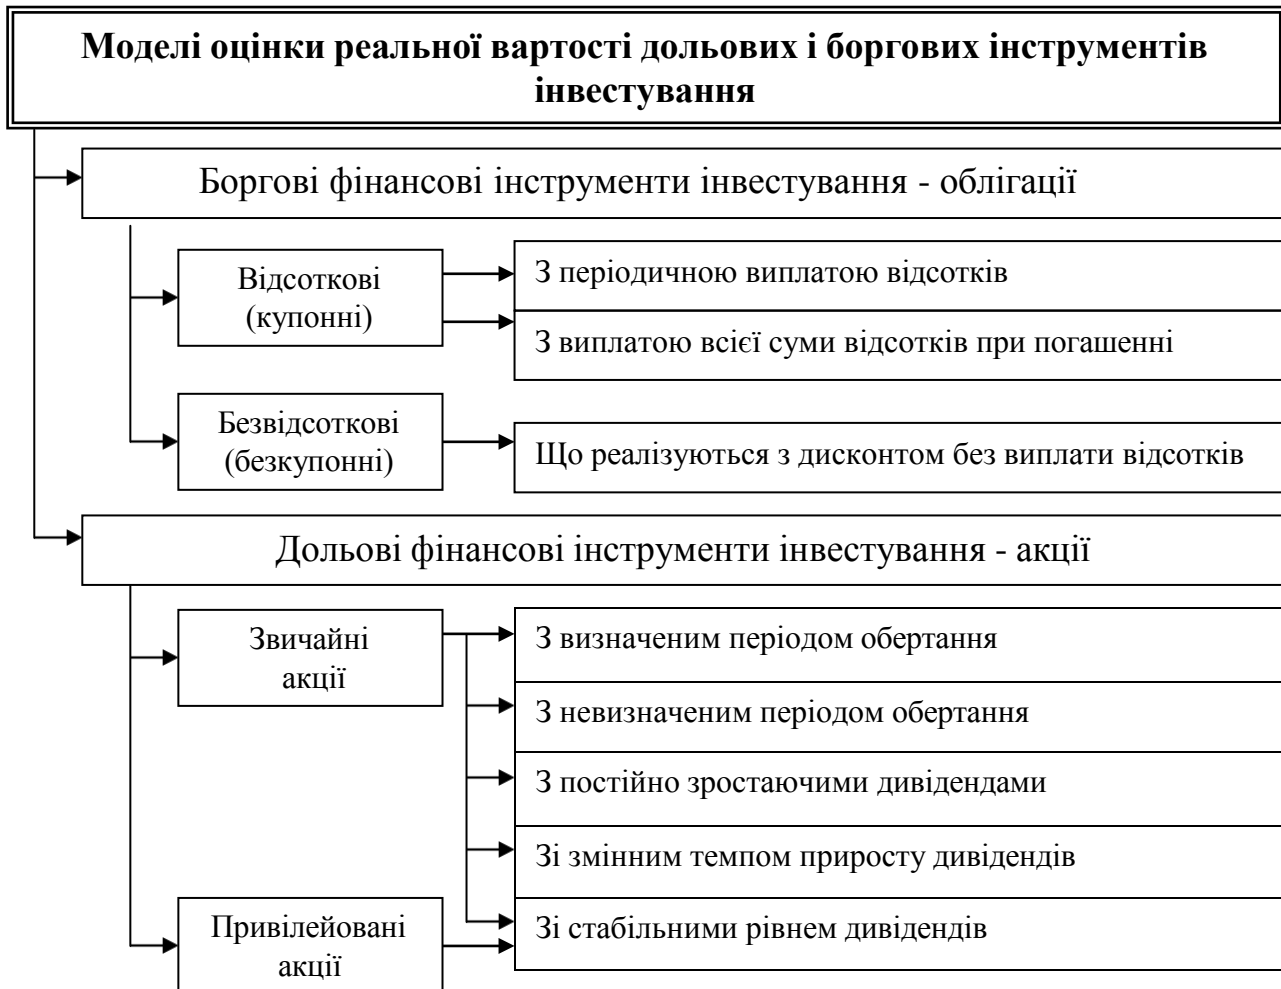 Моделі оцінки реальної вартості дольових і боргових інструментів
інвестування
Боргові фінансові інструменти інвестування - облігації
Відсоткові
(купонні)
З періодичною виплатою відсотків
З виплатою всієї суми відсотків при погашенні
Безвідсоткові
(безкупонні)
Що реалізуються з дисконтом без виплати відсотків
Дольові фінансові інструменти інвестування - акції
Звичайні
акції
З визначеним періодом обертання
З невизначеним періодом обертання
З постійно зростаючими дивідендами
Зі змінним темпом приросту дивідендів
Привілейовані
акції
Зі стабільними рівнем дивідендів